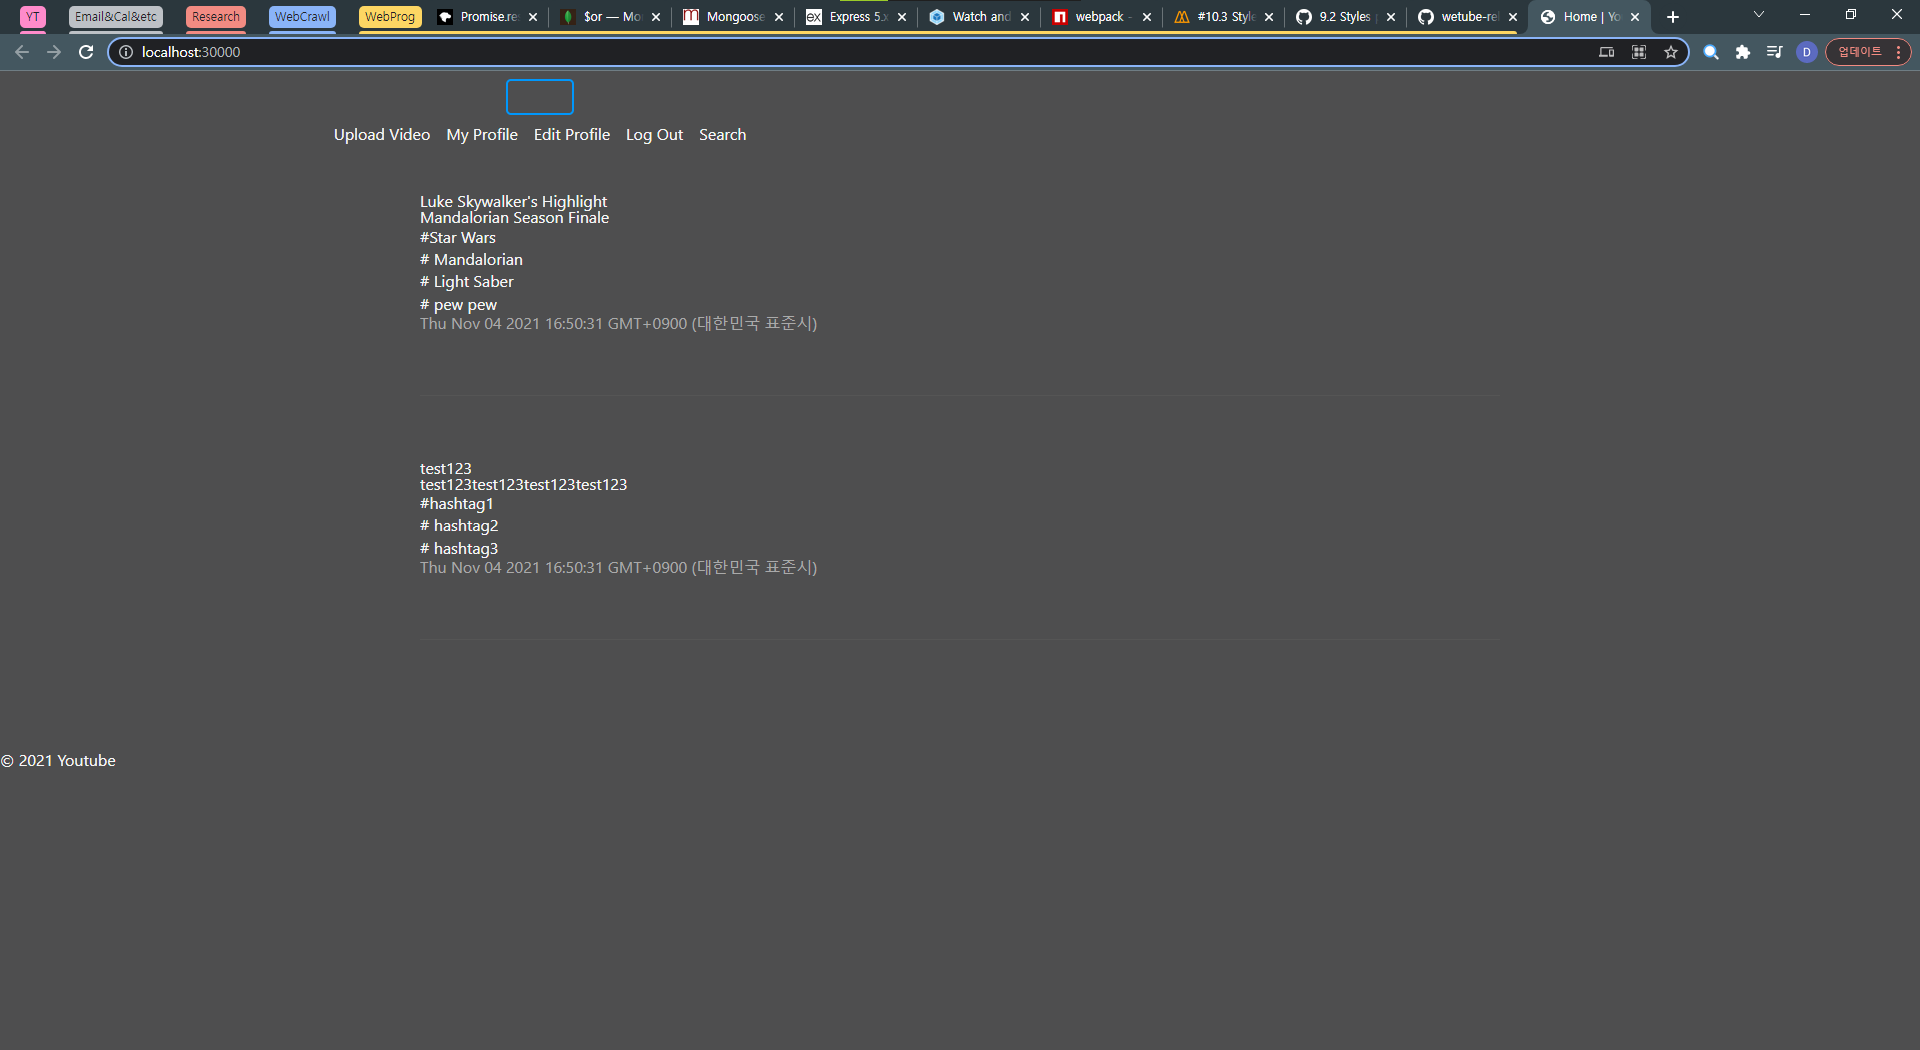 YT Email&Cal&etc Research WebCrawl WebProg Promise.re $or — Mo Mongoose Express 5.x Watch and webpack - #10.3 Style 9.2 Styles wetube-rel Home | Yo
localhost:30000 D 업데이트
Upload Video My Profile Edit Profile Log Out Search
Luke Skywalker's Highlight
Mandalorian Season Finale
#Star Wars
# Mandalorian
# Light Saber
# pew pew
Thu Nov 04 2021 16:50:31 GMT+0900 (대한민국 표준시)
test123
test123test123test123test123
#hashtag1
# hashtag2
# hashtag3
Thu Nov 04 2021 16:50:31 GMT+0900 (대한민국 표준시)
© 2021 Youtube